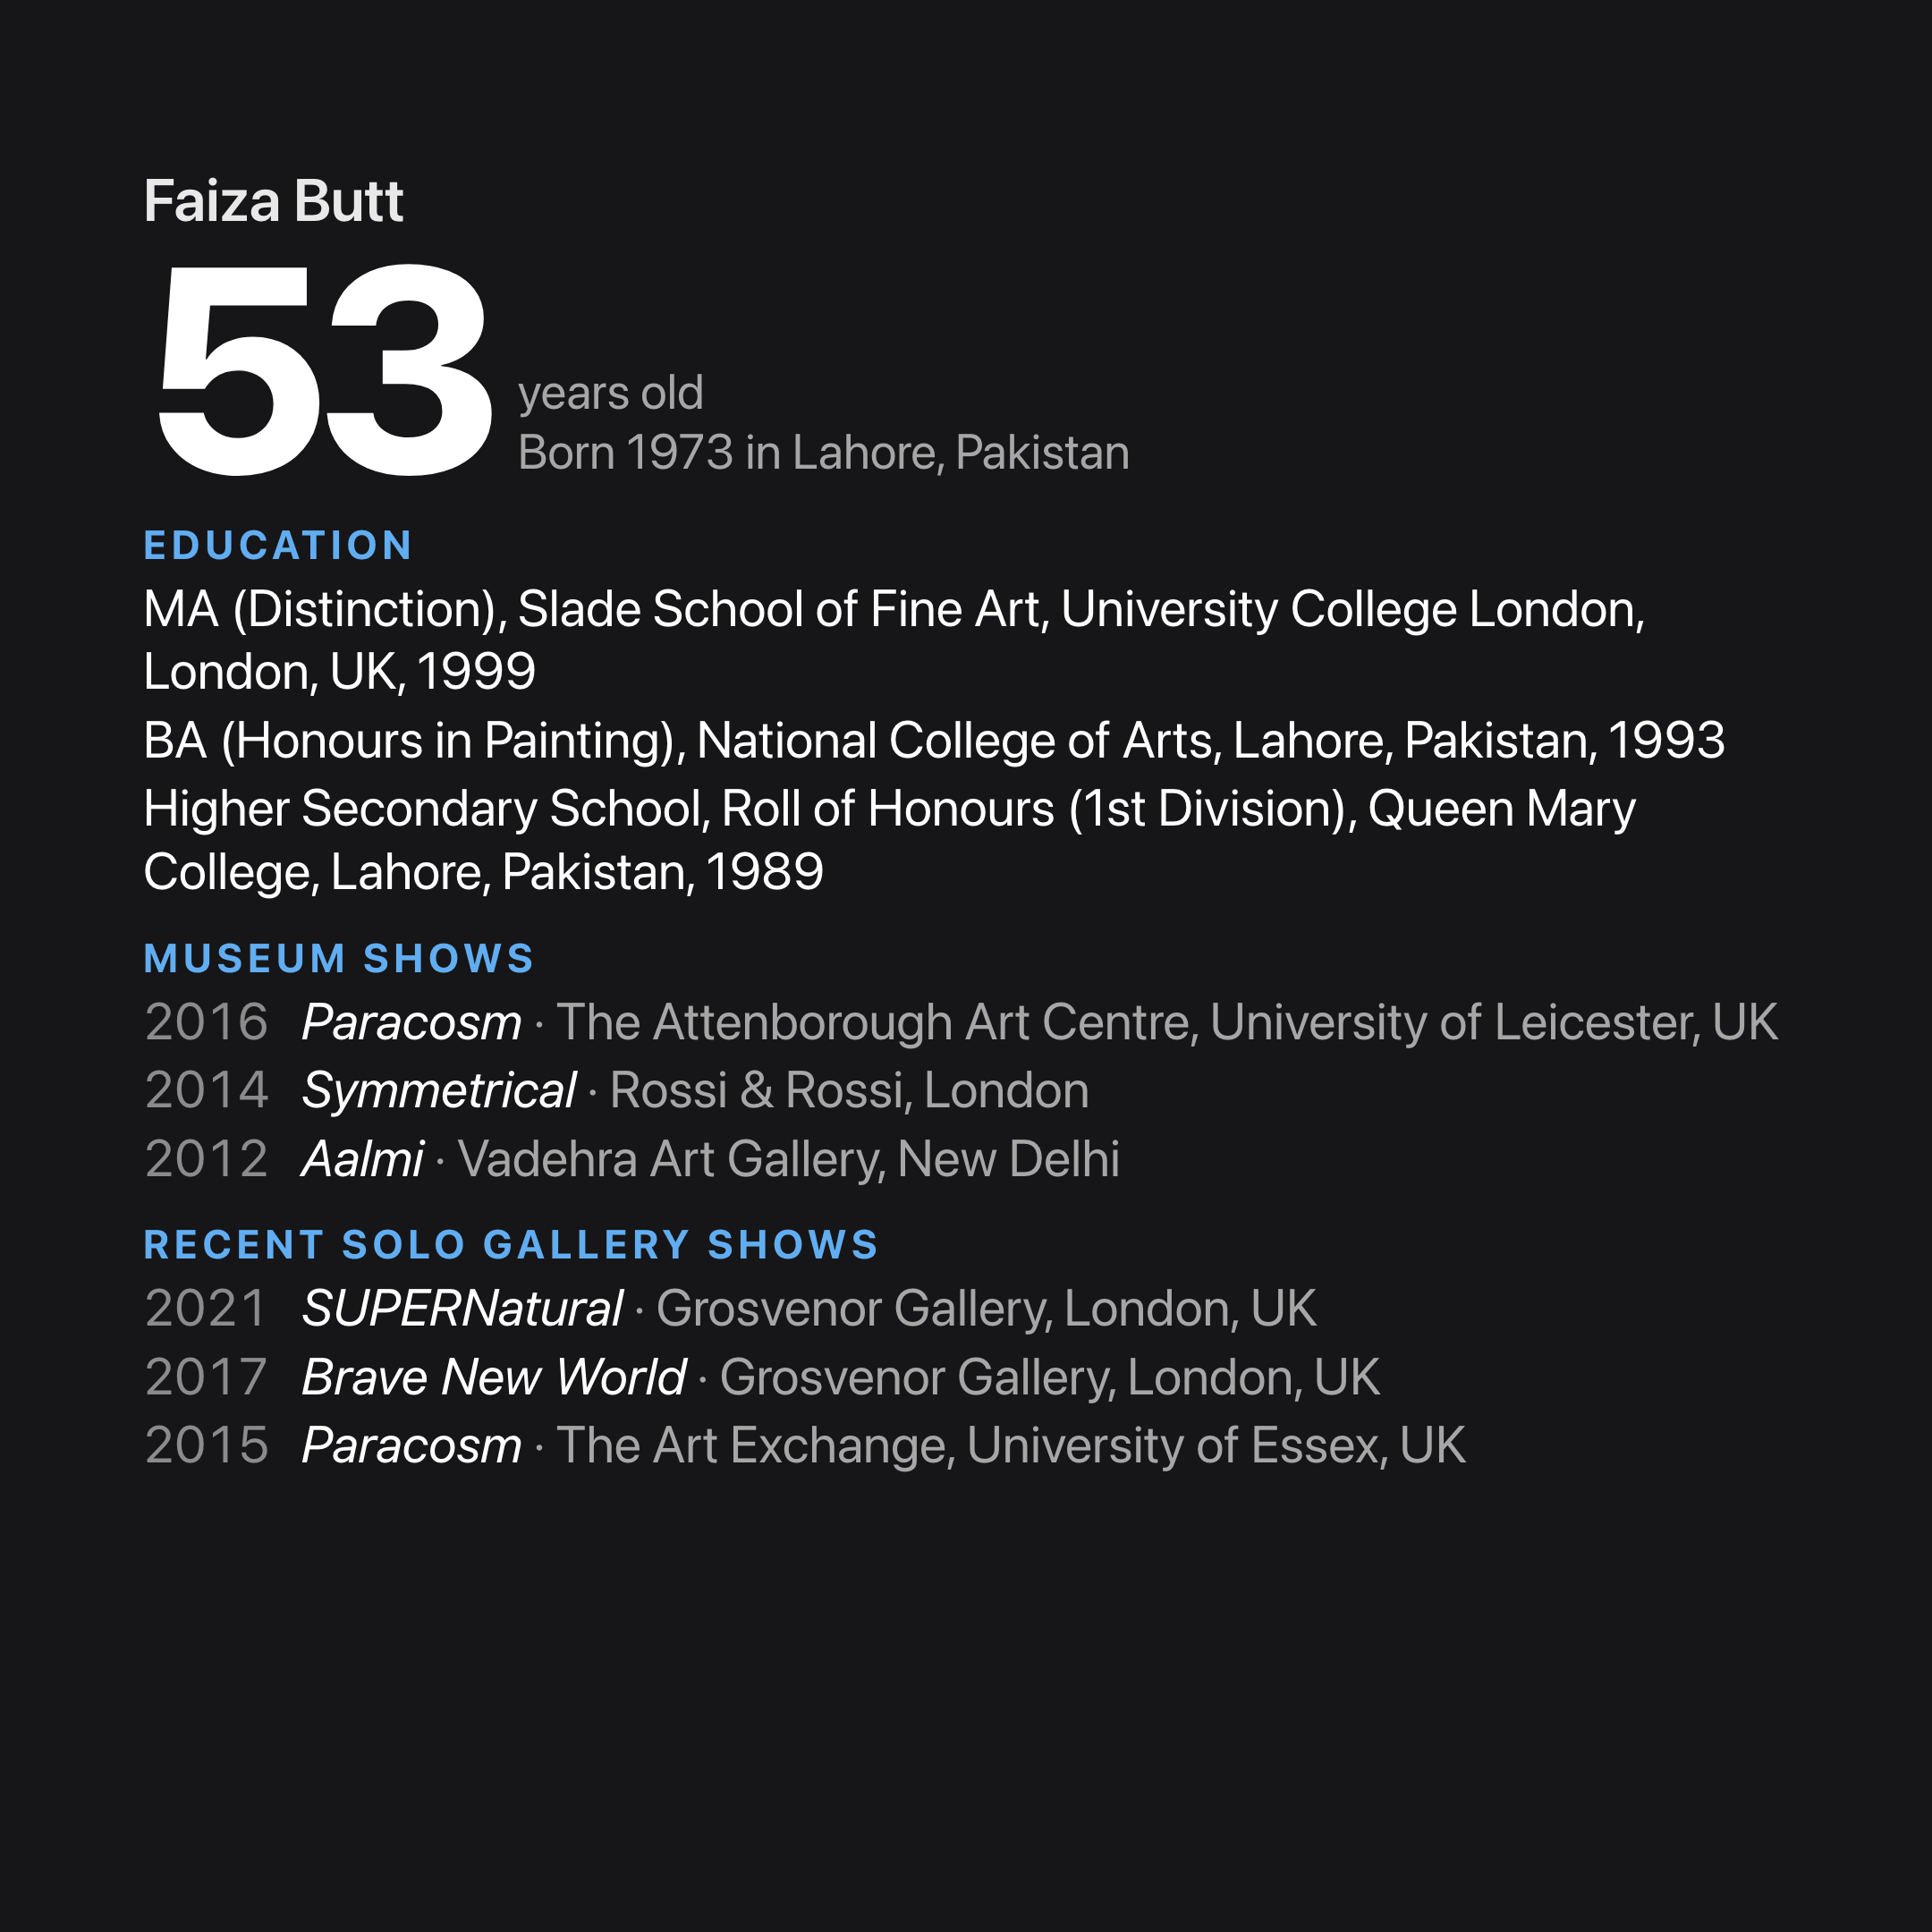 Faiza Butt
53
years old
Born 1973 in Lahore, Pakistan
EDUCATION
MA (Distinction), Slade School of Fine Art, University College London,
London, UK, 1999
BA (Honours in Painting), National College of Arts, Lahore, Pakistan, 1993
Higher Secondary School, Roll of Honours (1st Division), Queen Mary
College, Lahore, Pakistan, 1989
MUSEUM SHOWS
2016 Paracosm · The Attenborough Art Centre, University of Leicester, UK
2014 Symmetrical · Rossi & Rossi, London
2012 Aalmi · Vadehra Art Gallery, New Delhi
RECENT SOLO GALLERY SHOWS
2021 SUPERNatural · Grosvenor Gallery, London, UK
2017 Brave New World · Grosvenor Gallery, London, UK
2015 Paracosm · The Art Exchange, University of Essex, UK